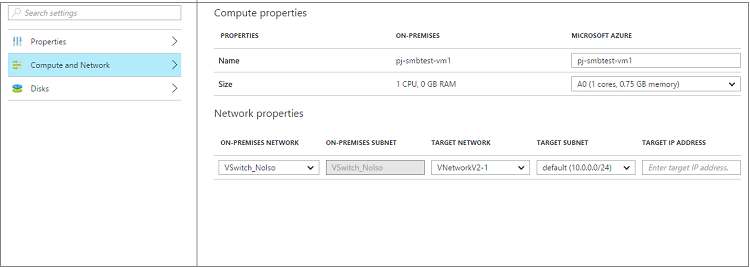 Search settings
Properties
Compute and Network
Disks
Compute properties
PROPERTIES ON-PREMISES MICROSOFT AZURE
Name pj-smbtest-vm1 pj-smbtest-vm1
Size 1 CPU, 0 GB RAM A0 (1 cores, 0.75 GB memory)
Network properties
ON-PREMISES NETWORK ON-PREMISES SUBNET TARGET NETWORK TARGET SUBNET TARGET IP ADDRESS
VSwitch_NoIso VSwitch_NoIso VNetworkV2-1 default (10.0.0.0/24) Enter target IP address.